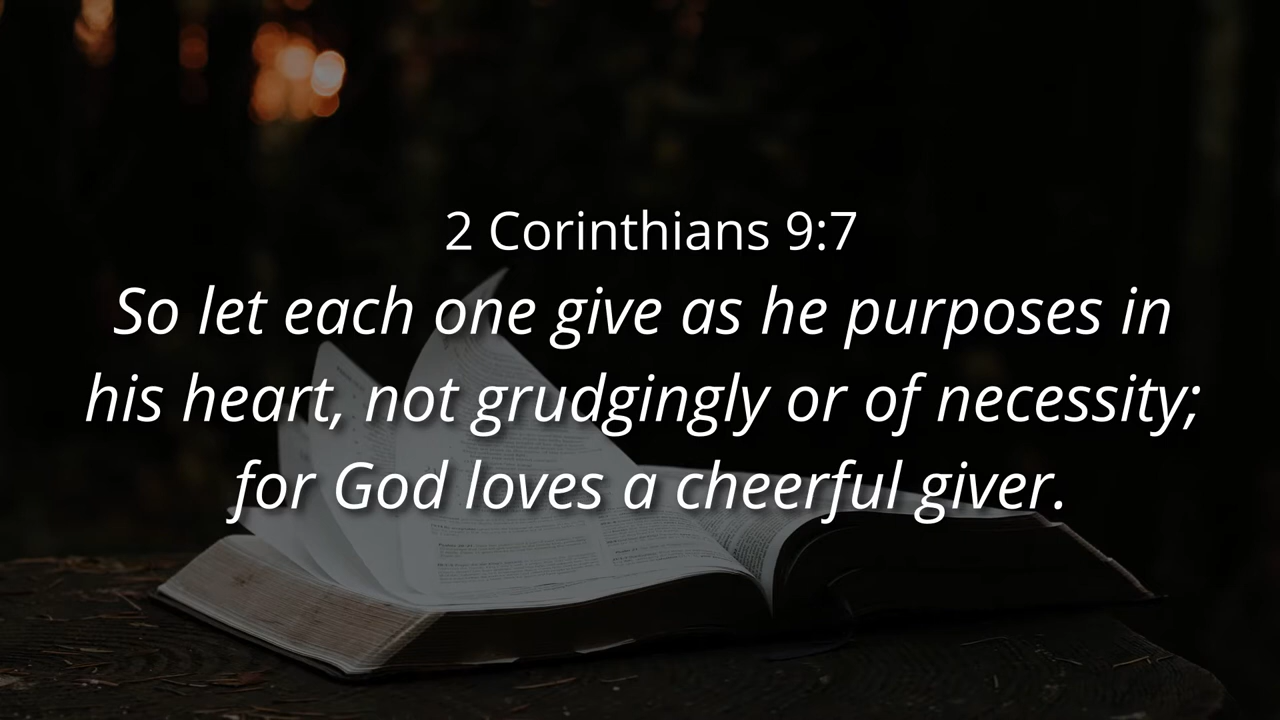 2 Corinthians 9:7
So let each one give as he purposes in
his heart, not grudgingly or of necessity;
for God loves a cheerful giver.